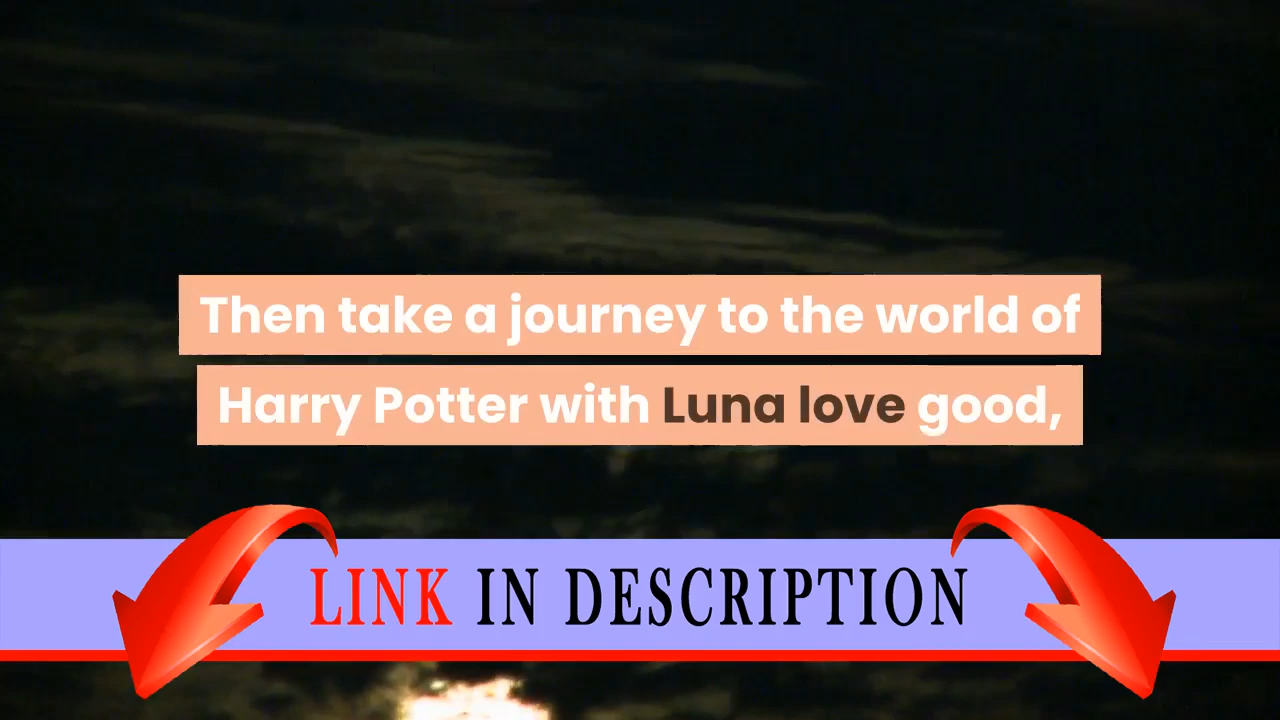 Then take a journey to the world of
Harry Potter with Luna love good,
LINK IN DESCRIPTION